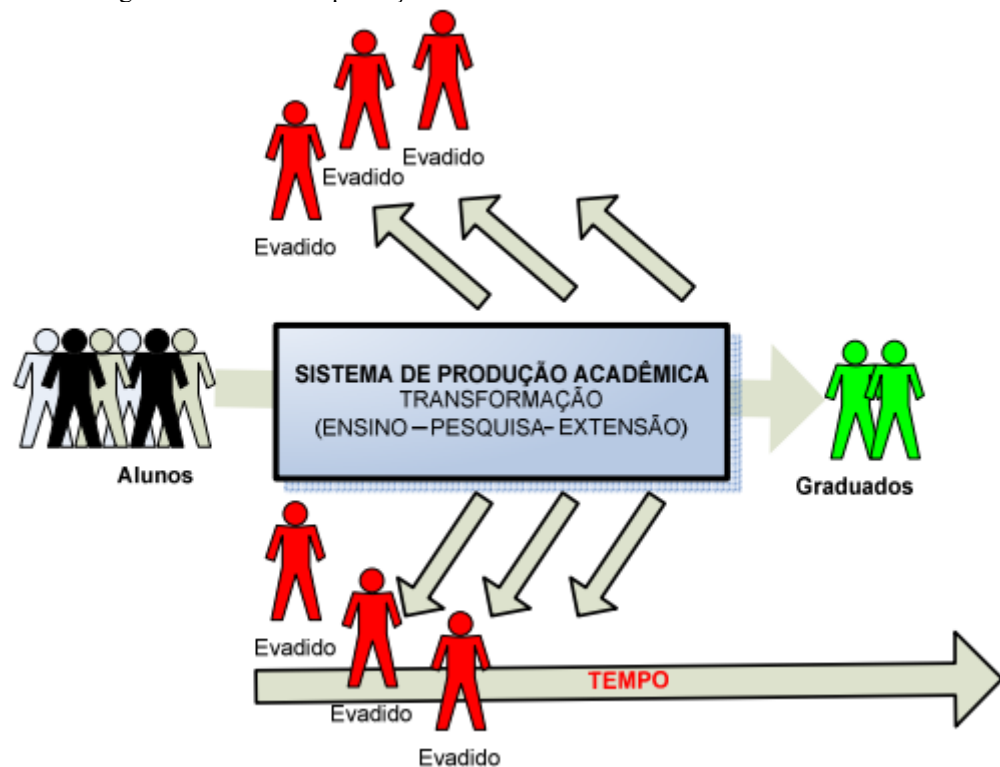 Evadido
Evadido
Evadido
SISTEMA DE PRODUÇÃO ACADÊMICA
TRANSFORMAÇÃO
(ENSINO – PESQUISA– EXTENSÃO)
Alunos
Graduados
Evadido
TEMPO
Evadido
Evadido